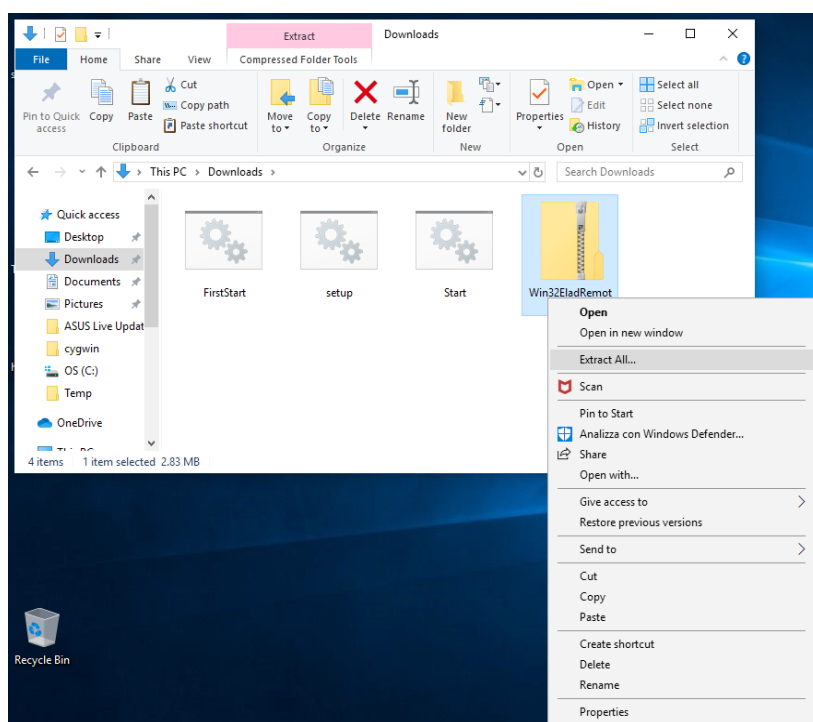 Extract
Downloads
File
Home
Share
View
Compressed Folder Tools
Pin to Quick access
Copy
Paste
Cut
Copy path
Paste shortcut
Clipboard
Move to
Copy to
Delete
Rename
Organize
New folder
New
Properties
Open
Edit
History
Open
Select all
Select none
Invert selection
Select
This PC > Downloads >
Search Downloads
Quick access
Desktop
Downloads
Documents
Pictures
ASUS Live Updat
cygwin
OS (C:)
Temp
OneDrive
FirstStart
setup
Start
Win32EladRemot
4 items
1 item selected 2.83 MB
Open
Open in new window
Extract All...
Scan
Pin to Start
Analizza con Windows Defender...
Share
Open with...
Give access to
Restore previous versions
Send to
Cut
Copy
Paste
Create shortcut
Delete
Rename
Properties
Recycle Bin